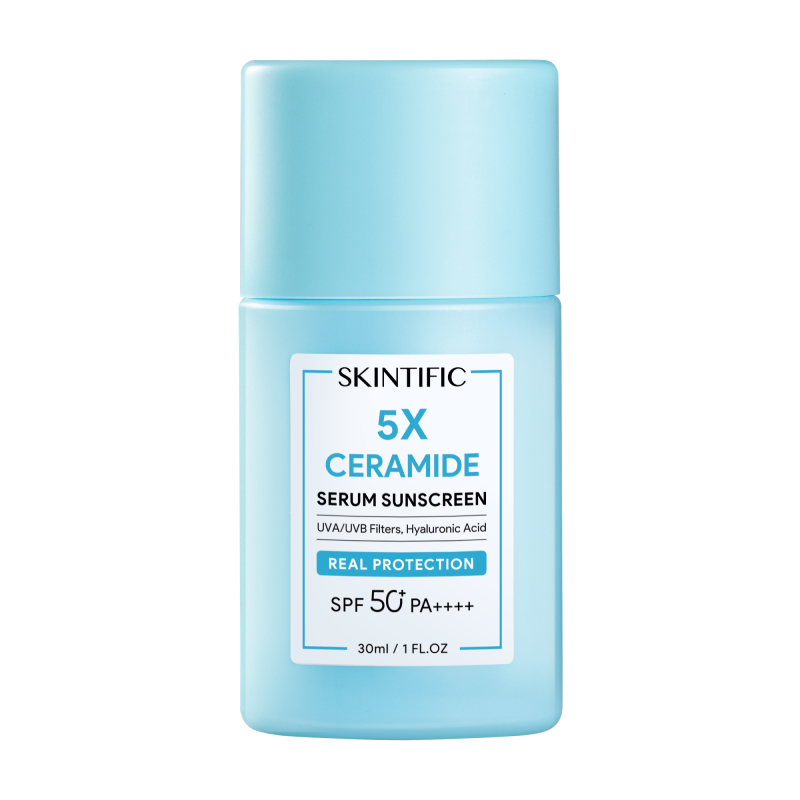 SKINTIFIC
5X
CERAMIDE
SERUM SUNSCREEN
UVA/UVB Filters, Hyaluronic Acid
REAL PROTECTION
SPF 50+ PA++++
30ml / 1 FL.OZ